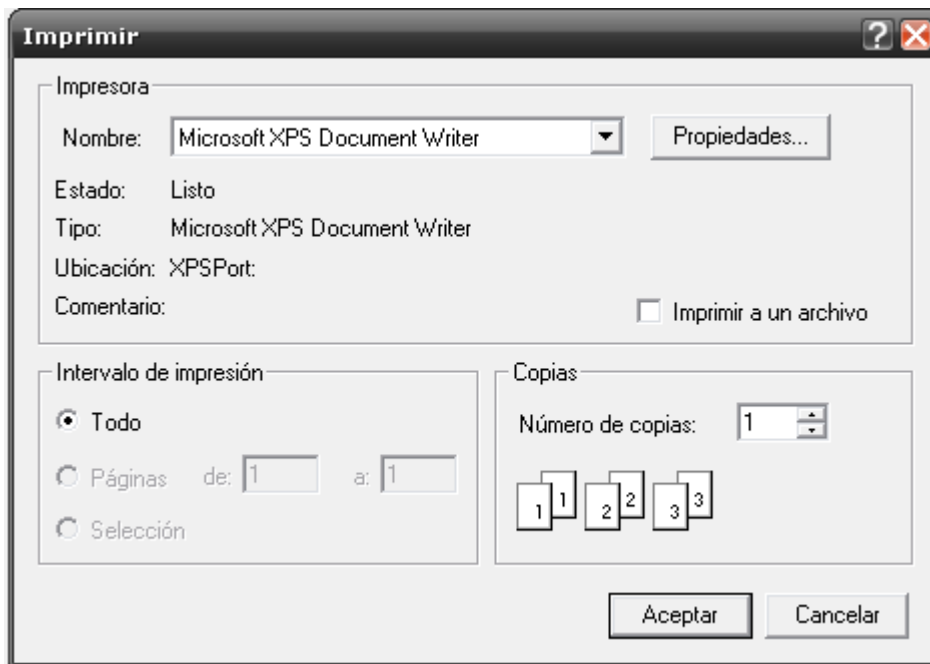 Imprimir
Impresora
Nombre: Microsoft XPS Document Writer Propiedades...
Estado: Listo
Tipo: Microsoft XPS Document Writer
Ubicación: XPSPort:
Comentario: Imprimir a un archivo
Intervalo de impresión
Todo
Páginas de: 1 a: 1
Selección
Copias
Número de copias: 1
1 1 2 2 3 3
Aceptar Cancelar